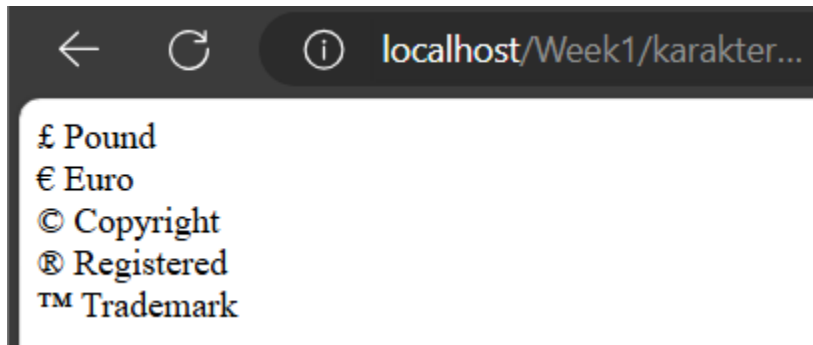 localhost/Week1/karakter...
£ Pound
€ Euro
© Copyright
® Registered
™ Trademark